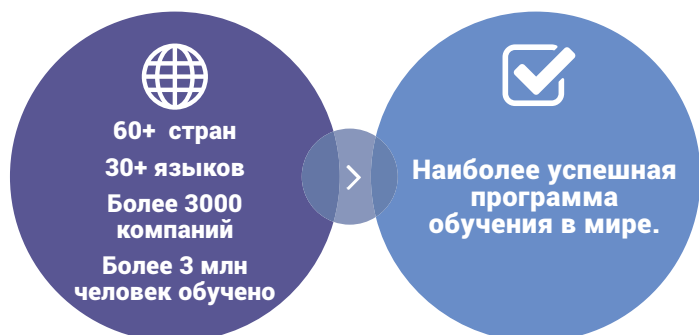 60+ стран
30+ языков
Более 3000
компаний
Более 3 млн
человек обучено
Наиболее успешная
программа
обучения в мире.